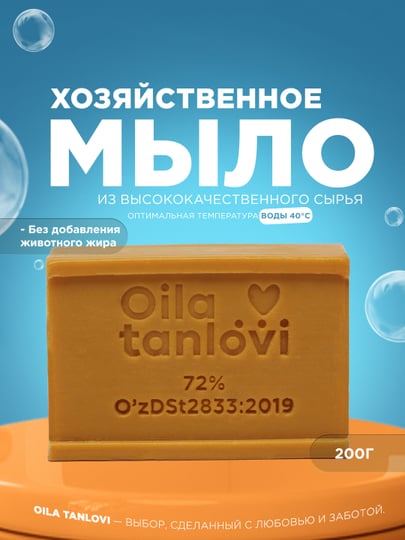 ХОЗЯЙСТВЕННОЕ
МЫЛО
ИЗ ВЫСОКОКАЧЕСТВЕННОГО СЫРЬЯ
ОПТИМАЛЬНАЯ ТЕМПЕРАТУРА ВОДЫ 40°C
- Без добавления
животного жира
Oila
tanlovi
72%
O'zDSt2833:2019
200Г
OILA TANLOVI — ВЫБОР, СДЕЛАННЫЙ С ЛЮБОВЬЮ И ЗАБОТОЙ.